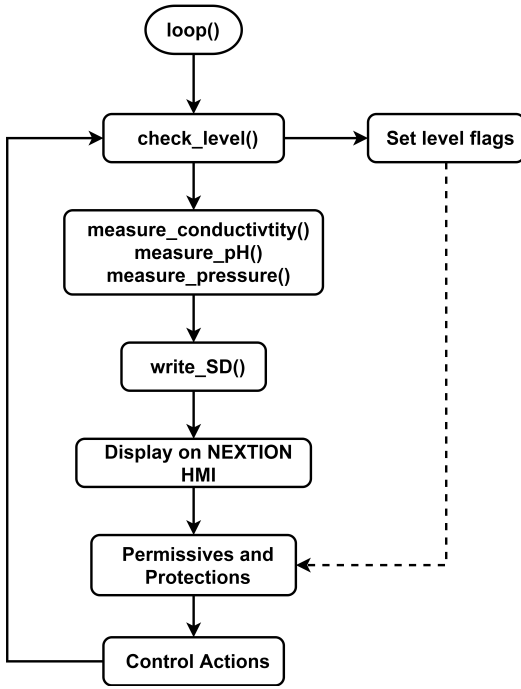 loop()
check_level()
Set level flags
measure_conductivtity()
measure_pH()
measure_pressure()
write_SD()
Display on NEXTION
HMI
Permissives and
Protections
Control Actions